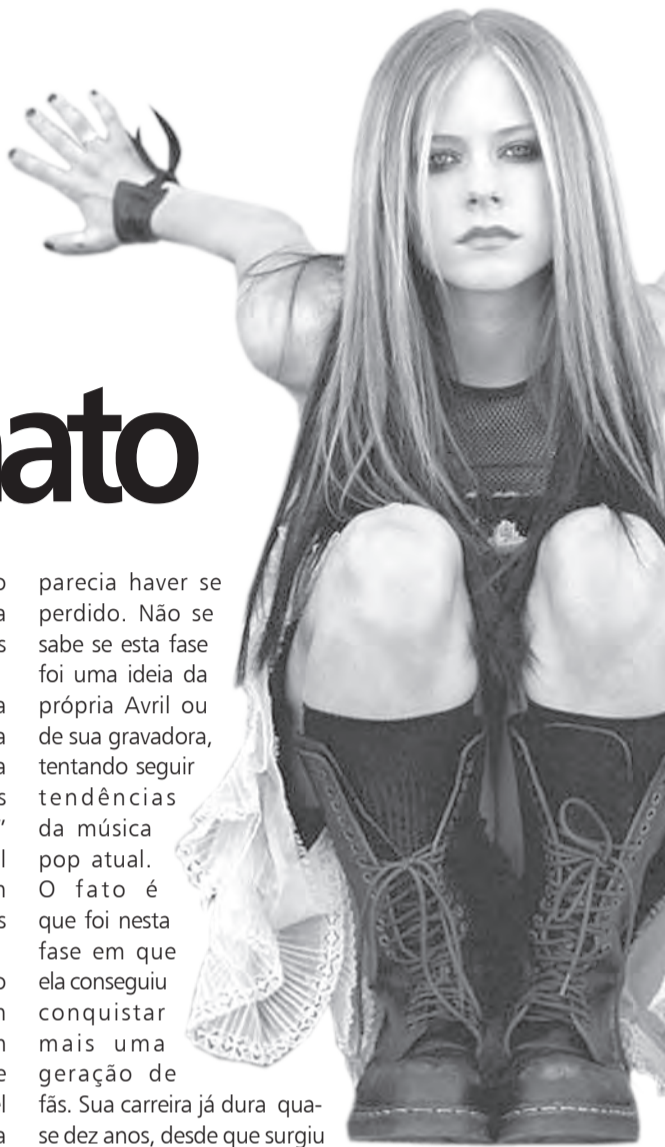 ato
parecia haver se
perdido. Não se
sabe se esta fase
foi uma ideia da
própria Avril ou
de sua gravadora,
tentando seguir
tendências
da música
pop atual.
O fato é
que foi nesta
fase em que
ela conseguiu
conquistar
mais uma
geração de
fãs. Sua carreira já dura qua-
se dez anos, desde que surgiu